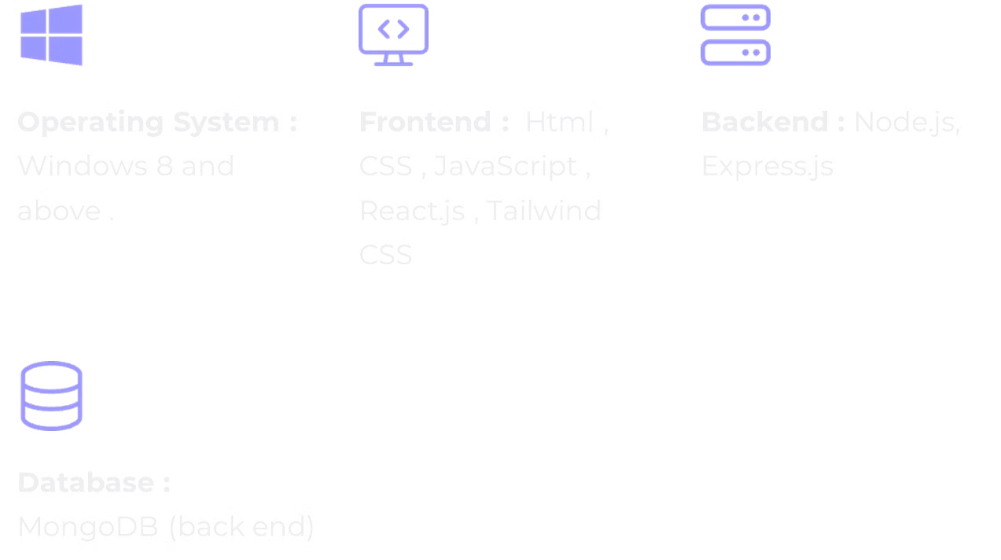 Operating System :
Windows 8 and
above .
Frontend : Html ,
CSS , JavaScript ,
React.js , Tailwind
CSS
Backend : Node.js,
Express.js
Database :
MongoDB (back end)